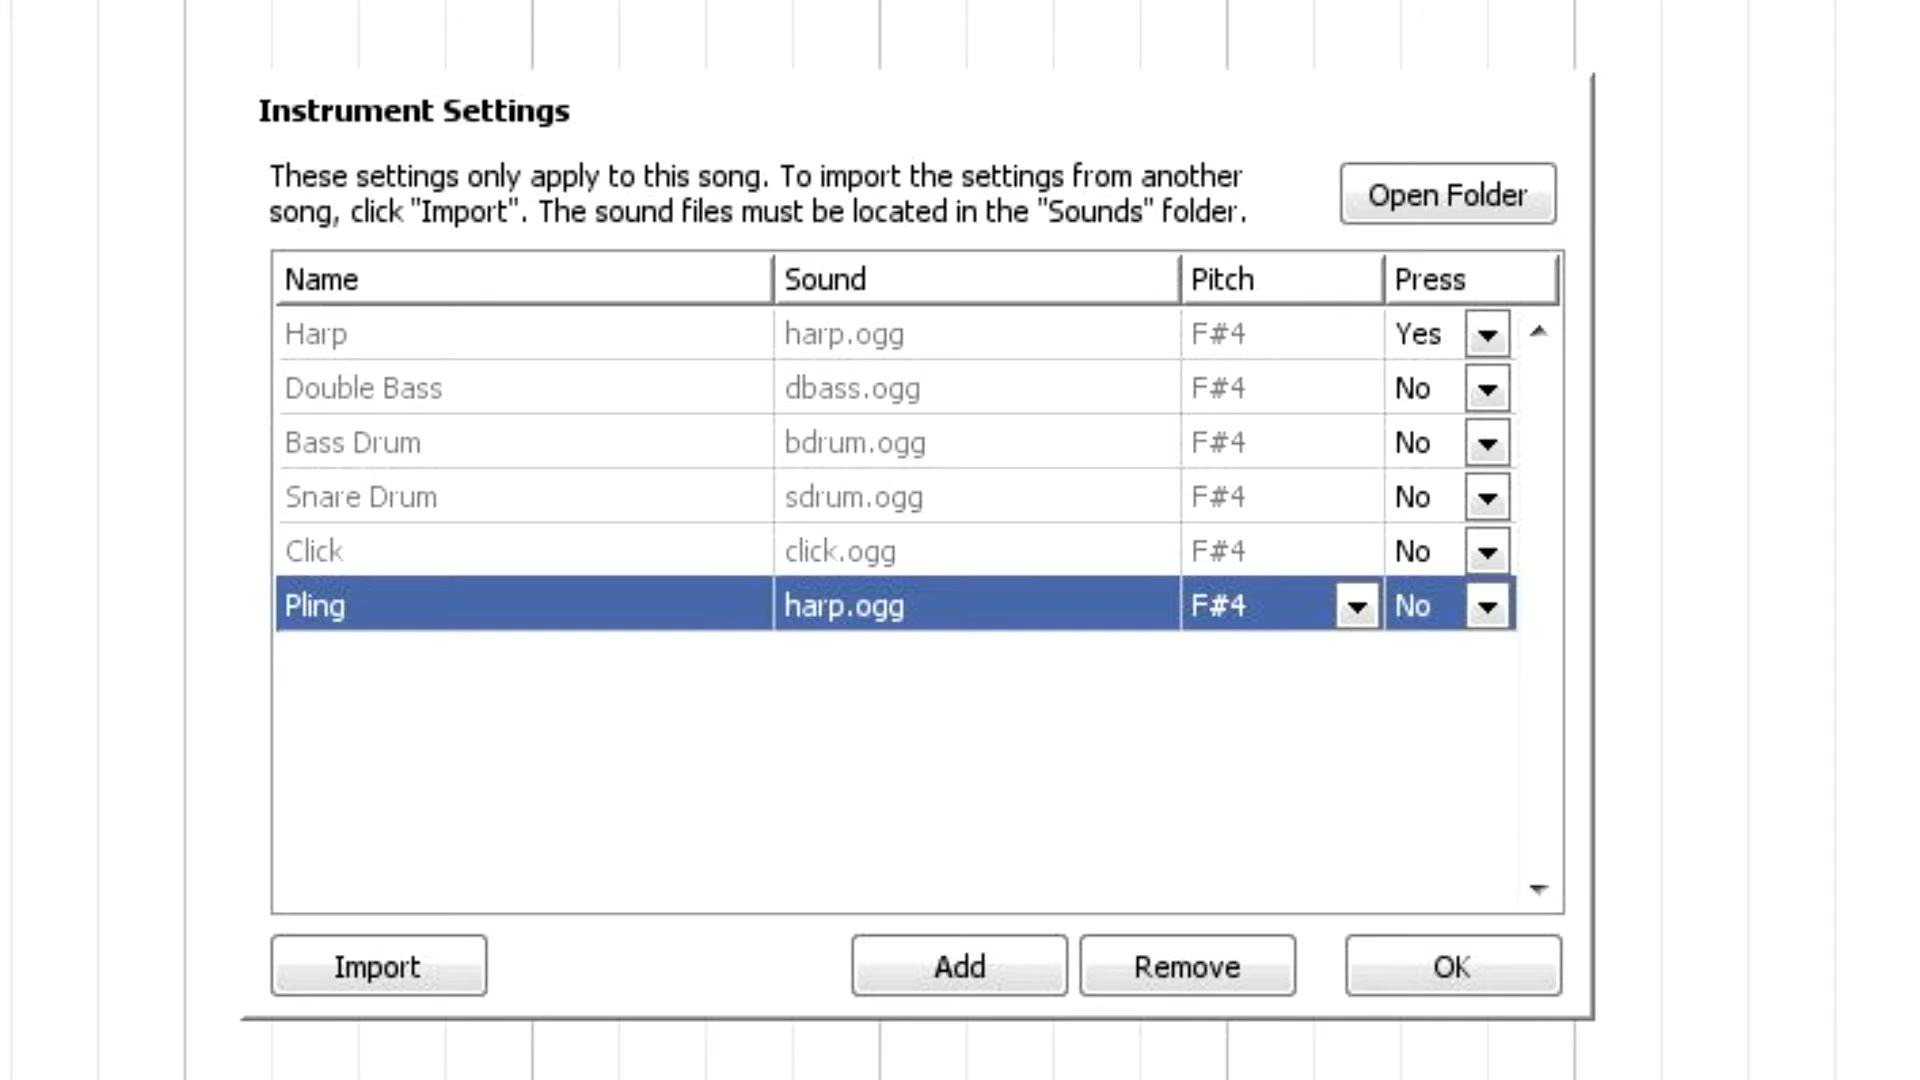 Instrument Settings
These settings only apply to this song. To import the settings from another
song, click "Import". The sound files must be located in the "Sounds" folder.
Open Folder
Name Sound Pitch Press
Harp harp.ogg F#4 Yes
Double Bass dbass.ogg F#4 No
Bass Drum bdrum.ogg F#4 No
Snare Drum sdrum.ogg F#4 No
Click click.ogg F#4 No
Pling harp.ogg F#4 No
Import Add Remove OK